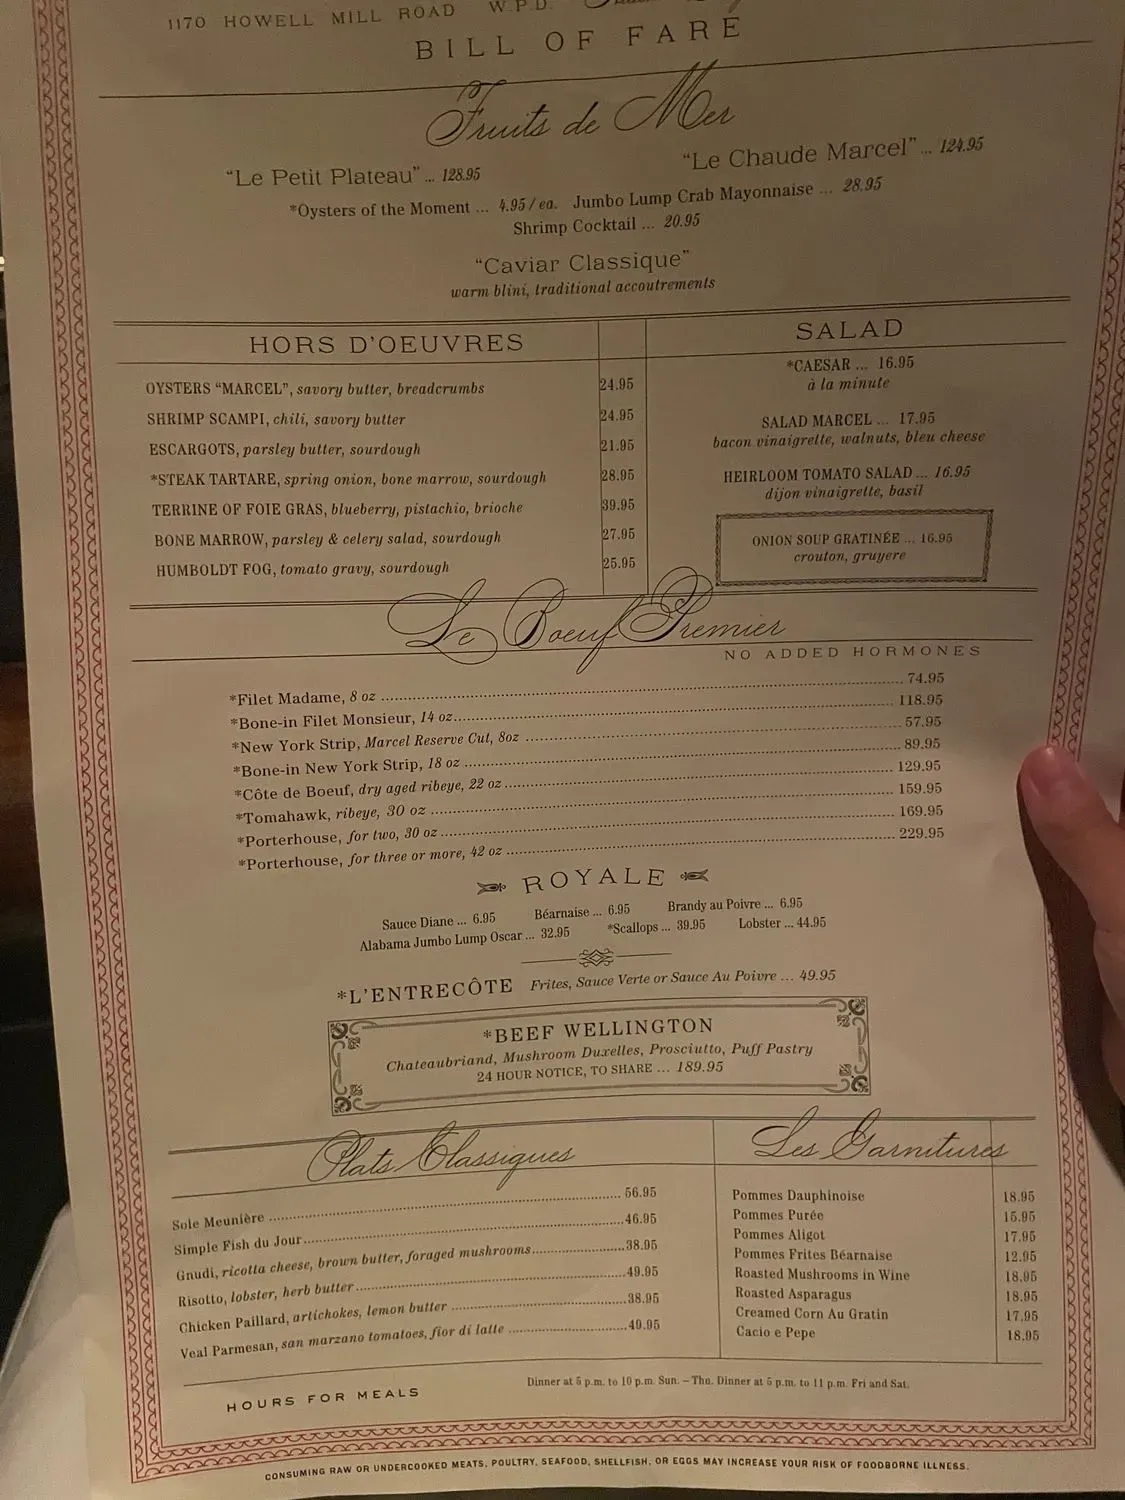 1170 HOWELL MILL ROAD W.P.D.
BILL OF FARE
Fruits de Mer
"Le Petit Plateau" ... 128.95
"Le Chaude Marcel" ... 124.95
*Oysters of the Moment ... 4.95/ea. Jumbo Lump Crab Mayonnaise ... 28.95
Shrimp Cocktail ... 20.95
"Caviar Classique"
warm blini, traditional accoutrements
HORS D'OEUVRES
OYSTERS "MARCEL", savory butter, breadcrumbs 24.95
SHRIMP SCAMPI, chili, savory butter 24.95
ESCARGOTS, parsley butter, sourdough 21.95
*STEAK TARTARE, spring onion, bone marrow, sourdough 28.95
TERRINE OF FOIE GRAS, blueberry, pistachio, brioche 39.95
BONE MARROW, parsley & celery salad, sourdough 27.95
HUMBOLDT FOG, tomato gravy, sourdough 25.95
SALAD
*CAESAR ... 16.95
à la minute
SALAD MARCEL ... 17.95
bacon vinaigrette, walnuts, bleu cheese
HEIRLOOM TOMATO SALAD ... 16.95
dijon vinaigrette, basil
ONION SOUP GRATINÉE ... 16.95
crouton, gruyere
Le Boeuf Premier
NO ADDED HORMONES
*Filet Madame, 8 oz ... 74.95
*Bone-in Filet Monsieur, 14 oz ... 118.95
*New York Strip, Marcel Reserve Cut, 8oz ... 57.95
*Bone-in New York Strip, 18 oz ... 89.95
*Côte de Boeuf, dry aged ribeye, 22 oz ... 129.95
*Tomahawk, ribeye, 30 oz ... 159.95
*Porterhouse, for two, 30 oz ... 169.95
*Porterhouse, for three or more, 42 oz ... 229.95
ROYALE
Sauce Diane ... 6.95 Béarnaise ... 6.95 Brandy au Poivre ... 6.95
Alabama Jumbo Lump Oscar ... 32.95 *Scallops ... 39.95 Lobster ... 44.95
*L'ENTRECÔTE Frites, Sauce Verte or Sauce Au Poivre ... 49.95
*BEEF WELLINGTON
Chateaubriand, Mushroom Duxelles, Prosciutto, Puff Pastry
24 HOUR NOTICE, TO SHARE ... 189.95
Plats Classiques
Sole Meunière ... 56.95
Simple Fish du Jour ... 46.95
Gnudi, ricotta cheese, brown butter, foraged mushrooms ... 38.95
Risotto, lobster, herb butter ... 49.95
Chicken Paillard, artichokes, lemon butter ... 38.95
Veal Parmesan, san marzano tomatoes, fior di latte ... 49.95
Les Garnitures
Pommes Dauphinoise 18.95
Pommes Purée 15.95
Pommes Aligot 17.95
Pommes Frites Béarnaise 12.95
Roasted Mushrooms in Wine 18.95
Roasted Asparagus 18.95
Creamed Corn Au Gratin 17.95
Cacio e Pepe 18.95
HOURS FOR MEALS
Dinner at 5 p.m. to 10 p.m. Sun. – Thu. Dinner at 5 p.m. to 11 p.m. Fri and Sat.
CONSUMING RAW OR UNDERCOOKED MEATS, POULTRY, SEAFOOD, SHELLFISH, OR EGGS MAY INCREASE YOUR RISK OF FOODBORNE ILLNESS.